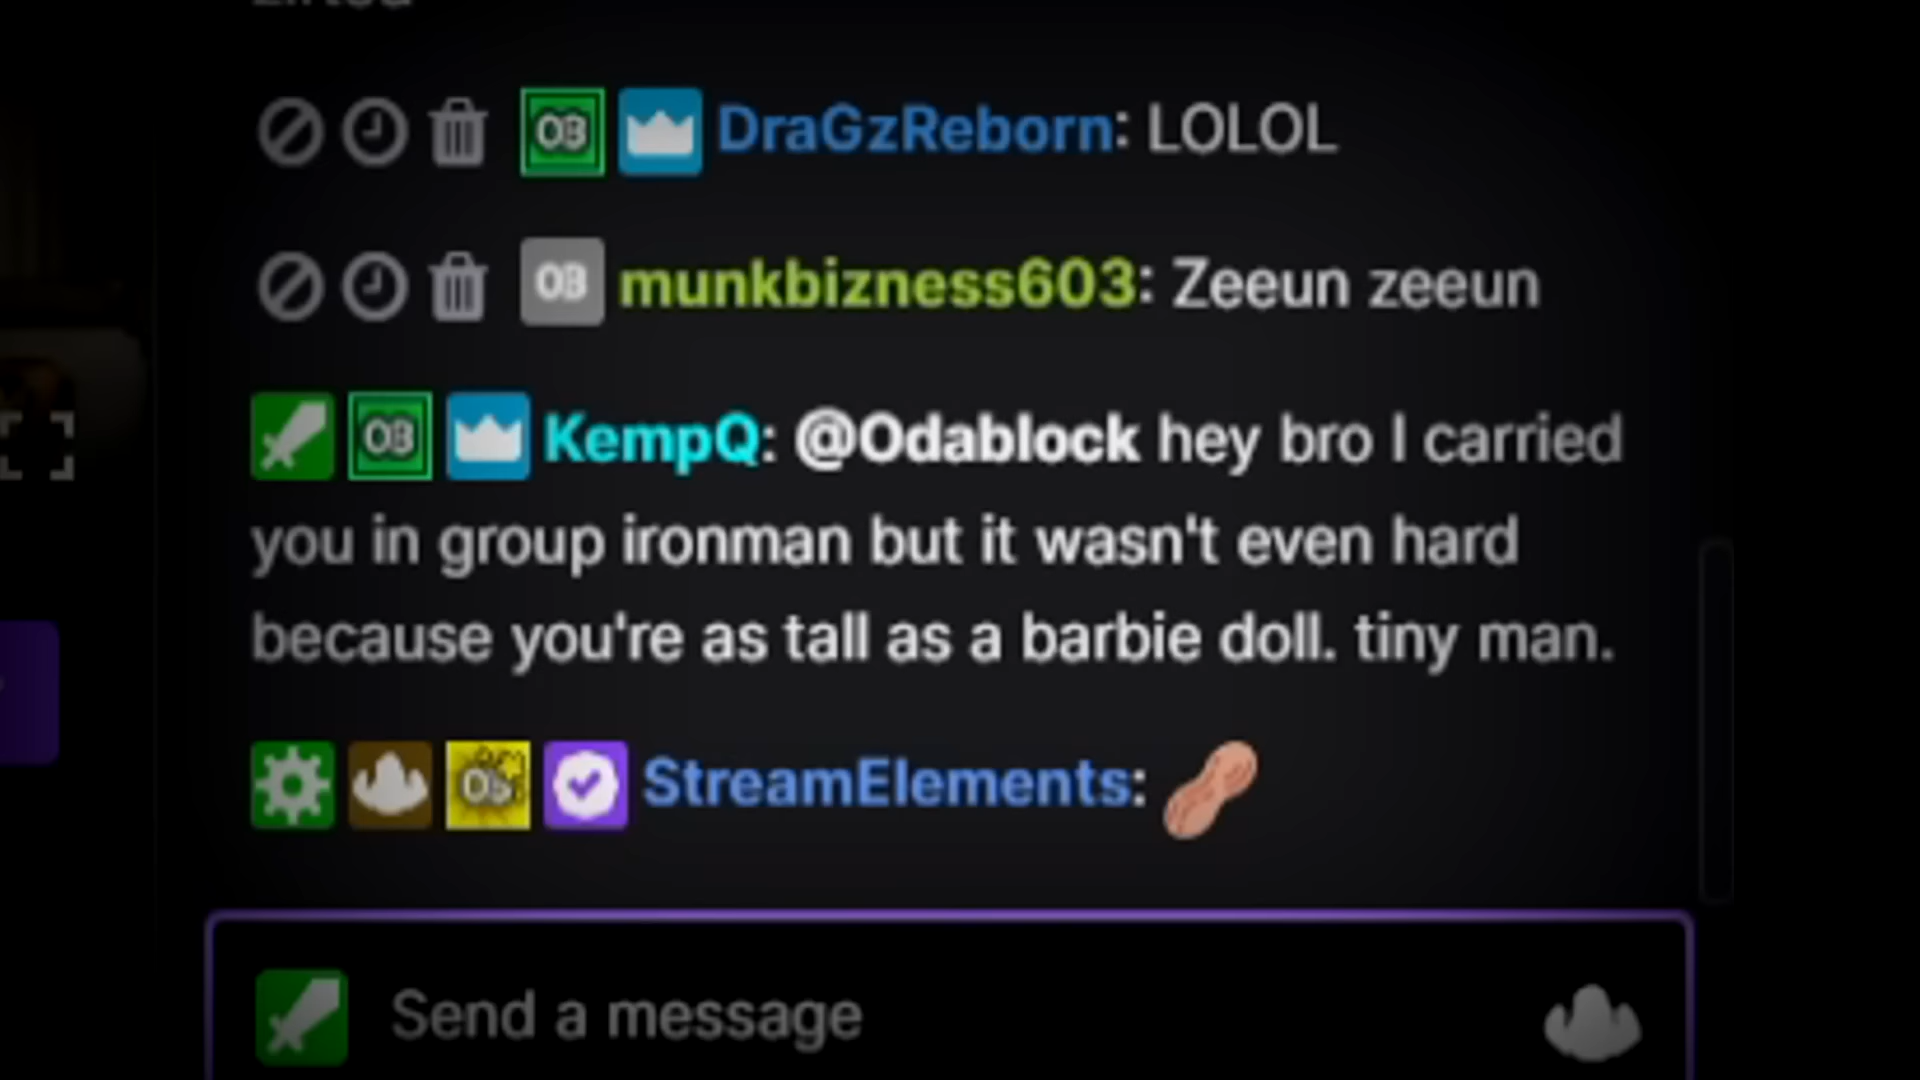 DraGzReborn: LOLOL
munkbizness603: Zeeun zeeun
KempQ: @Odablock hey bro I carried
you in group ironman but it wasn't even hard
because you're as tall as a barbie doll. tiny man.
StreamElements: 🥜
Send a message